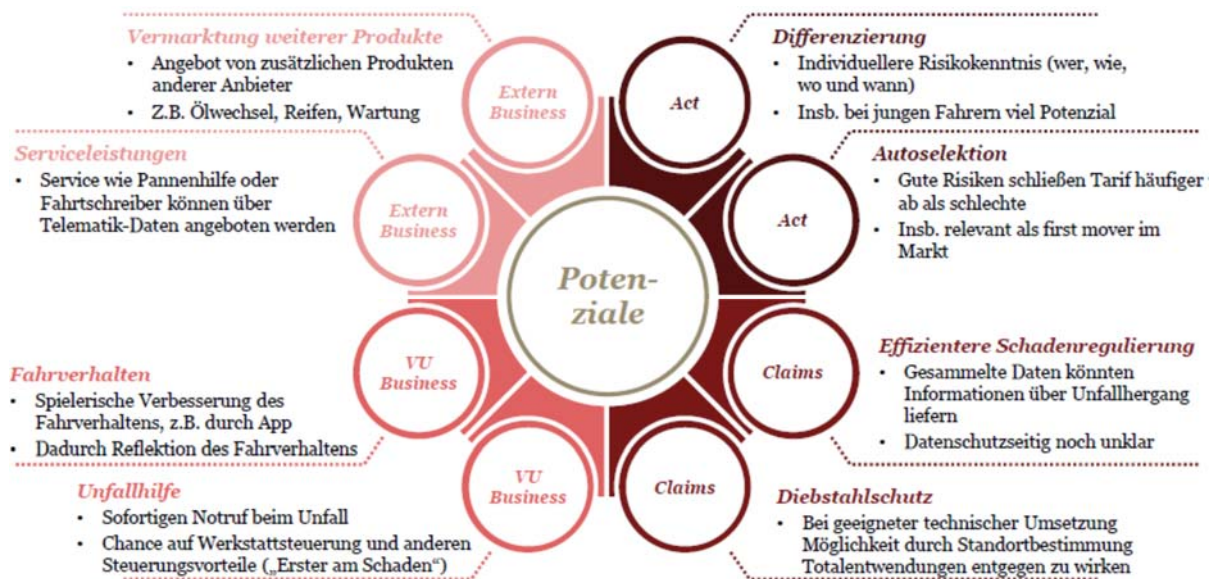 Vermarktung weiterer Produkte
• Angebot von zusätzlichen Produkten
anderer Anbieter
• Z.B. Ölwechsel, Reifen, Wartung
Extern
Business
Serviceleistungen
• Service wie Pannenhilfe oder
Fahrtschreiber können über
Telematik-Daten angeboten werden
Extern
Business
Fahrverhalten
• Spielerische Verbesserung des
Fahrverhaltens, z.B. durch App
• Dadurch Reflektion des Fahrverhaltens
VU
Business
Unfallhilfe
• Sofortigen Notruf beim Unfall
• Chance auf Werkstattsteuerung und anderen
Steuerungsvorteile („Erster am Schaden“)
VU
Business
Poten-
ziale
Act
Differenzierung
• Individuellere Risikokenntnis (wer, wie,
wo und wann)
• Insb. bei jungen Fahrern viel Potenzial
Act
Autoselektion
• Gute Risiken schließen Tarif häufiger
ab als schlechte
• Insb. relevant als first mover im
Markt
Claims
Effizientere Schadenregulierung
• Gesammelte Daten könnten
Informationen über Unfallhergang
liefern
• Datenschutzseitig noch unklar
Claims
Diebstahlschutz
• Bei geeigneter technischer Umsetzung
Möglichkeit durch Standortbestimmung
Totalentwendungen entgegen zu wirken